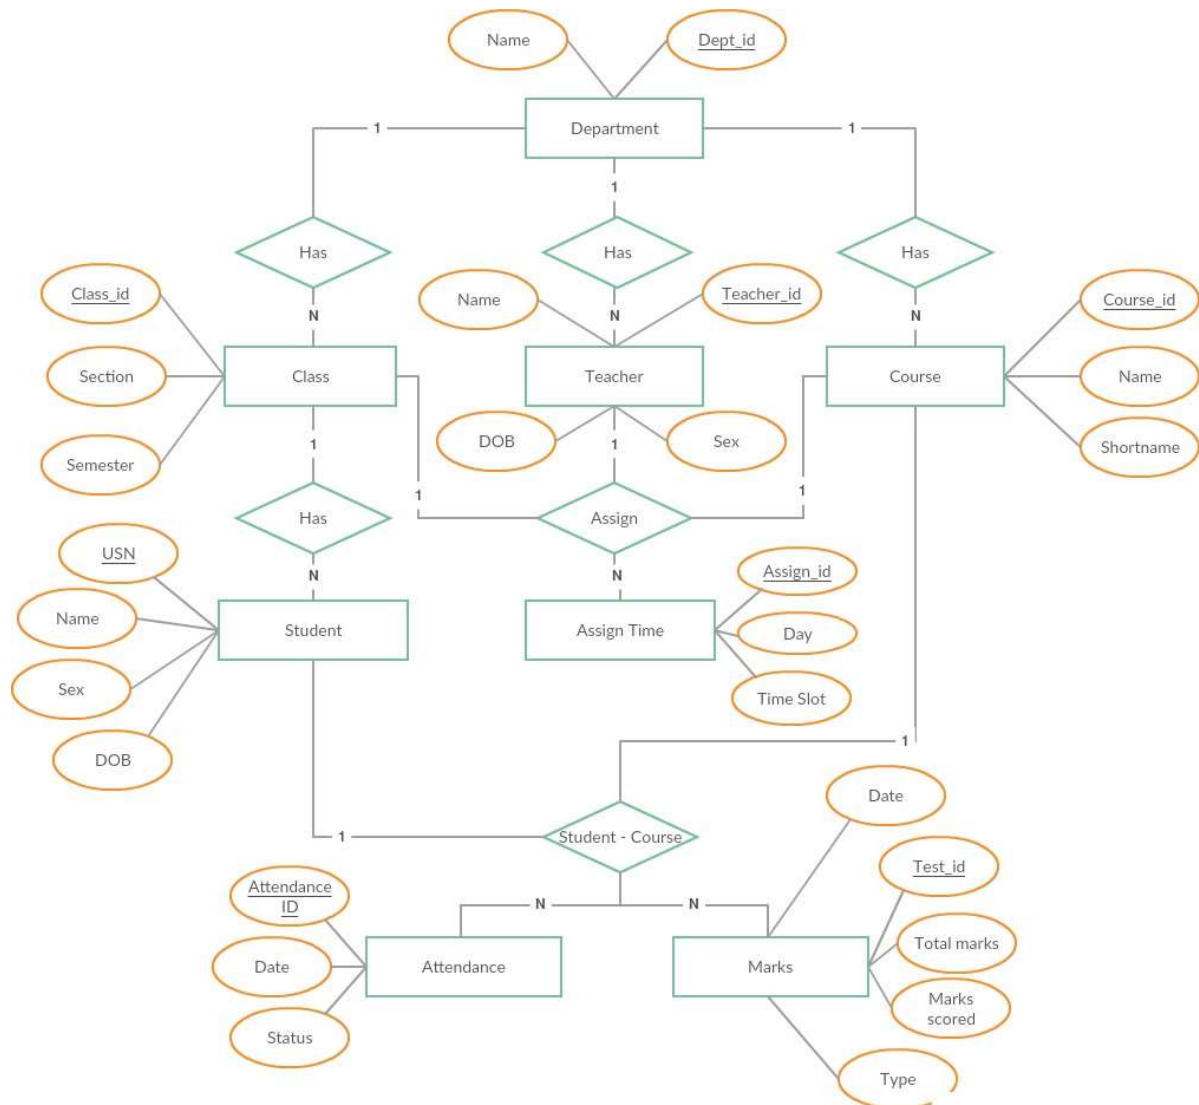 Name
Dept_id
Department
1
1
1
Has
Has
Has
Class_id
Name
Teacher_id
Course_id
N
N
N
Section
Class
Teacher
Course
Name
DOB
Sex
1
1
Shortname
Semester
1
1
Has
Assign
USN
N
N
Assign_id
Name
Student
Assign Time
Day
Sex
Time Slot
DOB
1
Date
1
Student - Course
Test_id
Attendance
ID
N
N
Total marks
Date
Attendance
Marks
Marks
scored
Status
Type